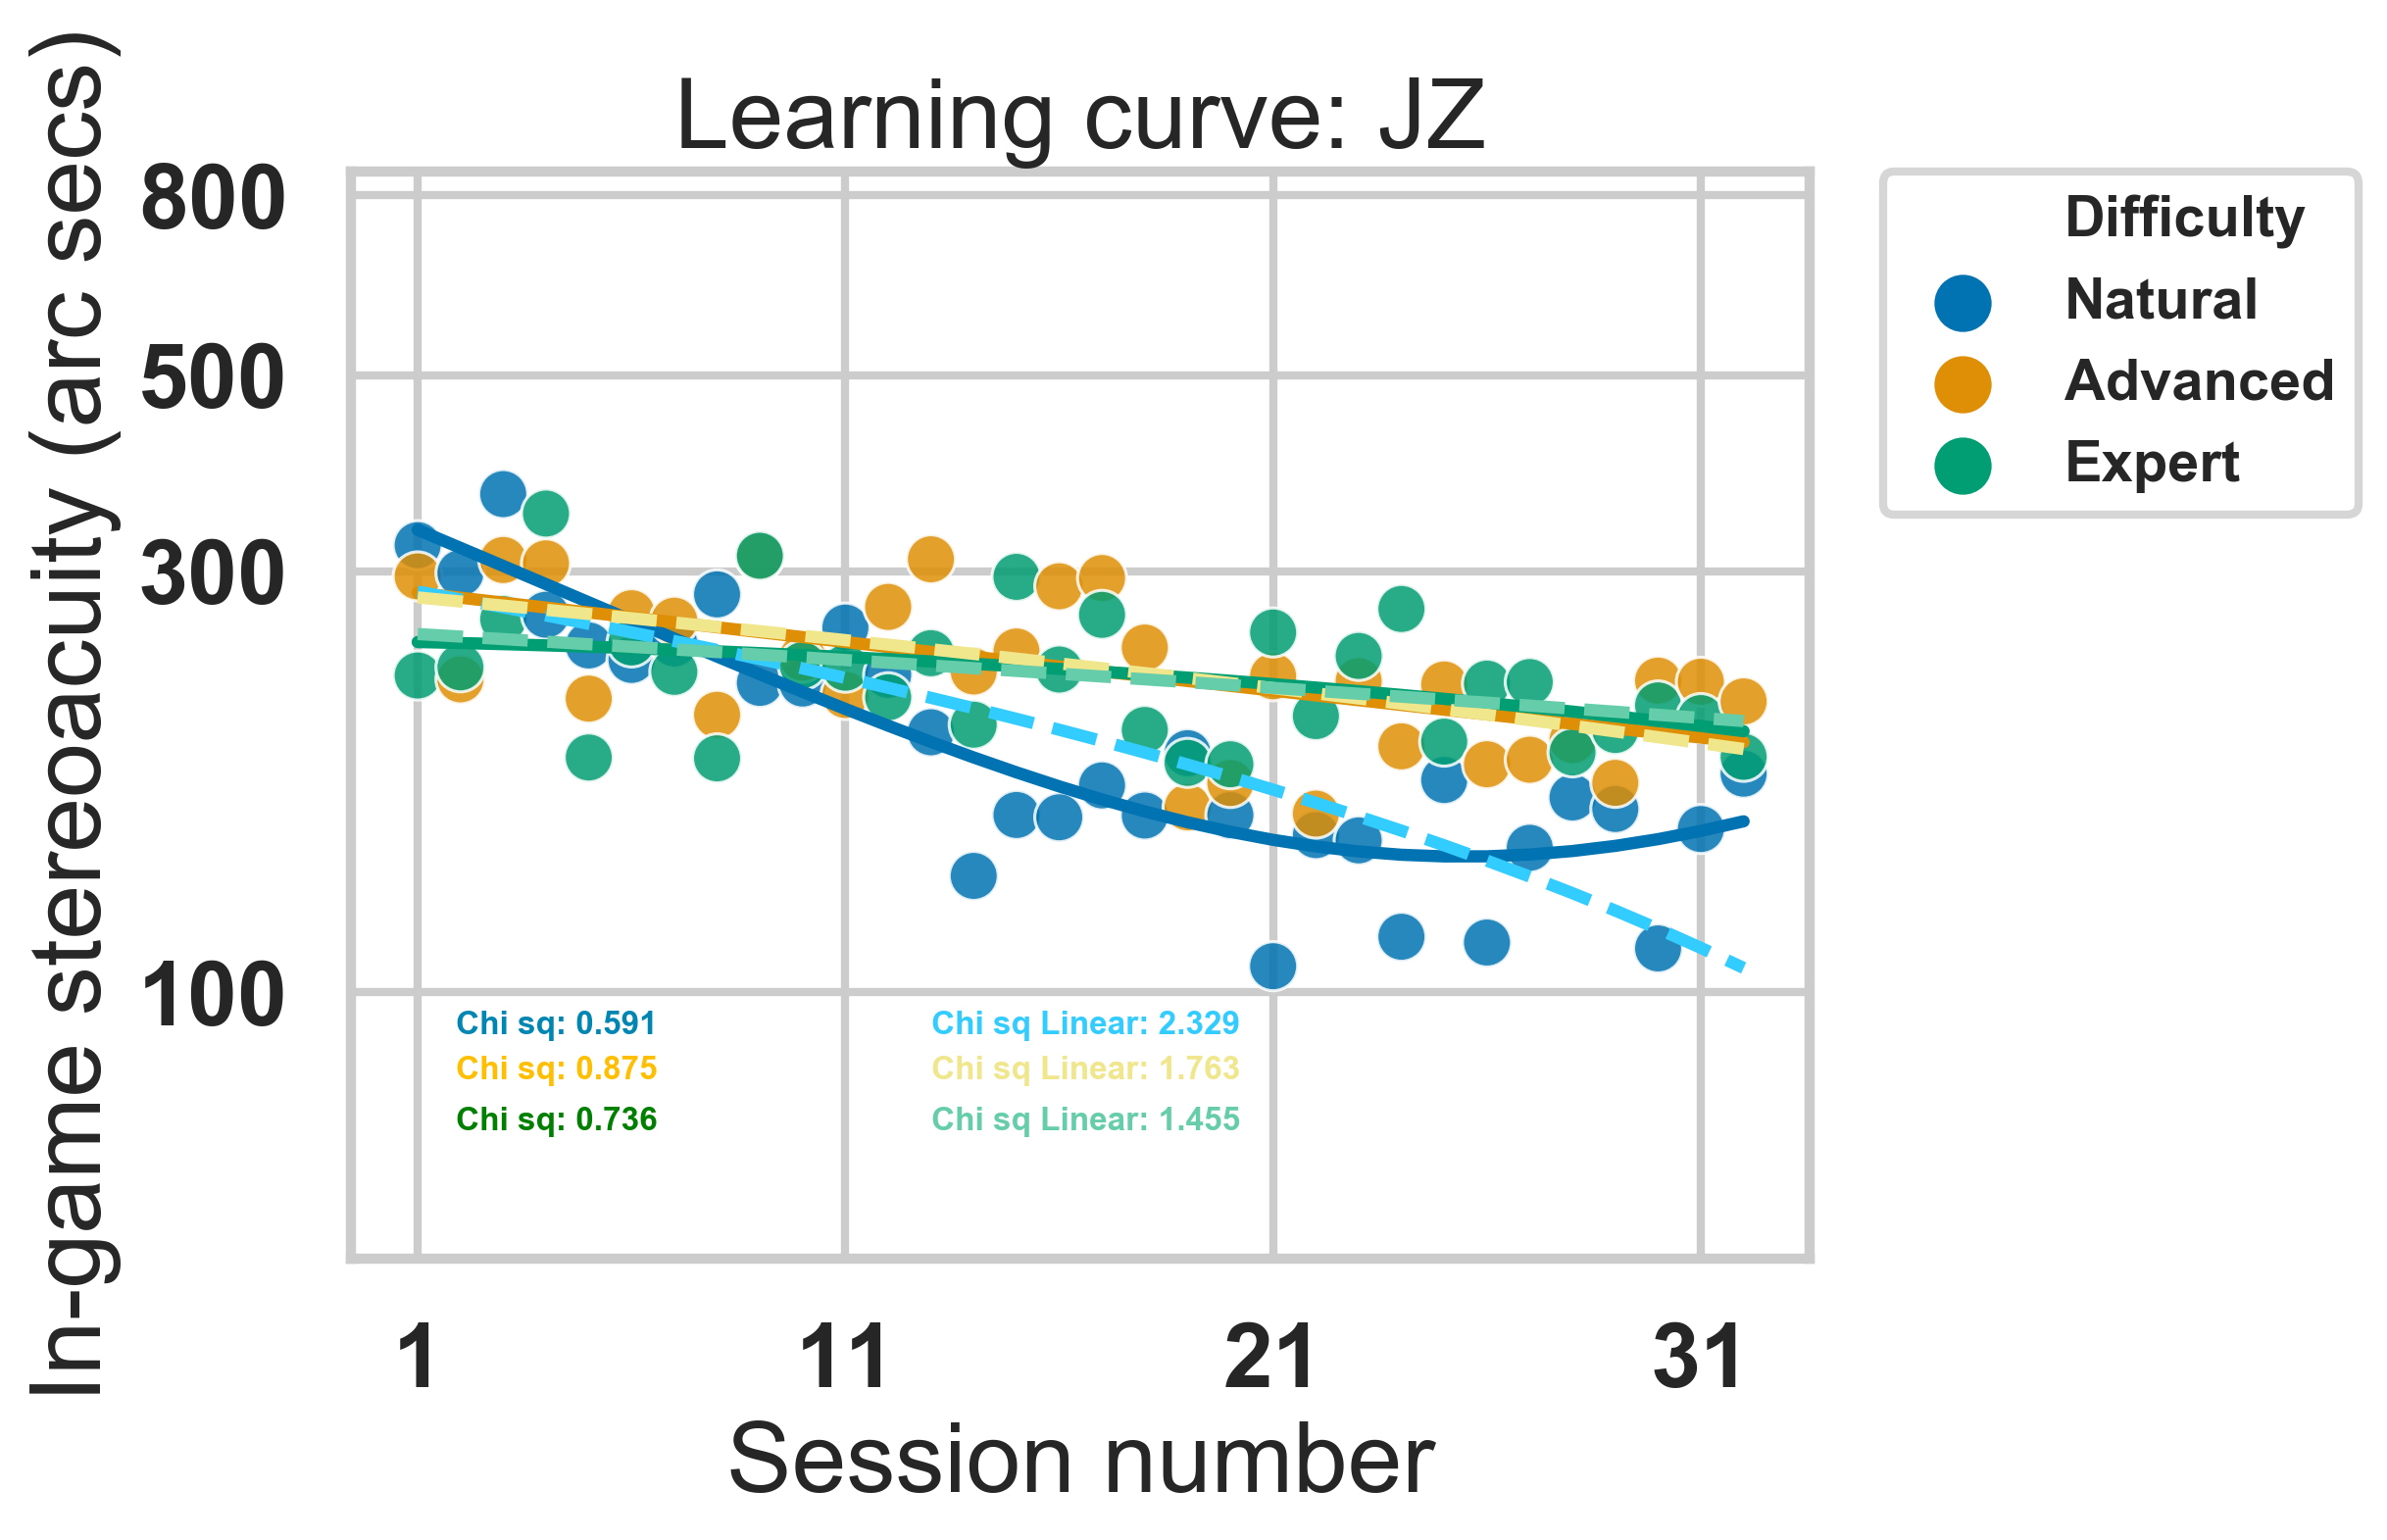 Learning curve: JZ
In-game stereoacuity (arc secs)
800
500
300
100
Difficulty
Natural
Advanced
Expert
Chi sq: 0.591
Chi sq Linear: 2.329
Chi sq: 0.875
Chi sq Linear: 1.763
Chi sq: 0.736
Chi sq Linear: 1.455
1
11
21
31
Session number